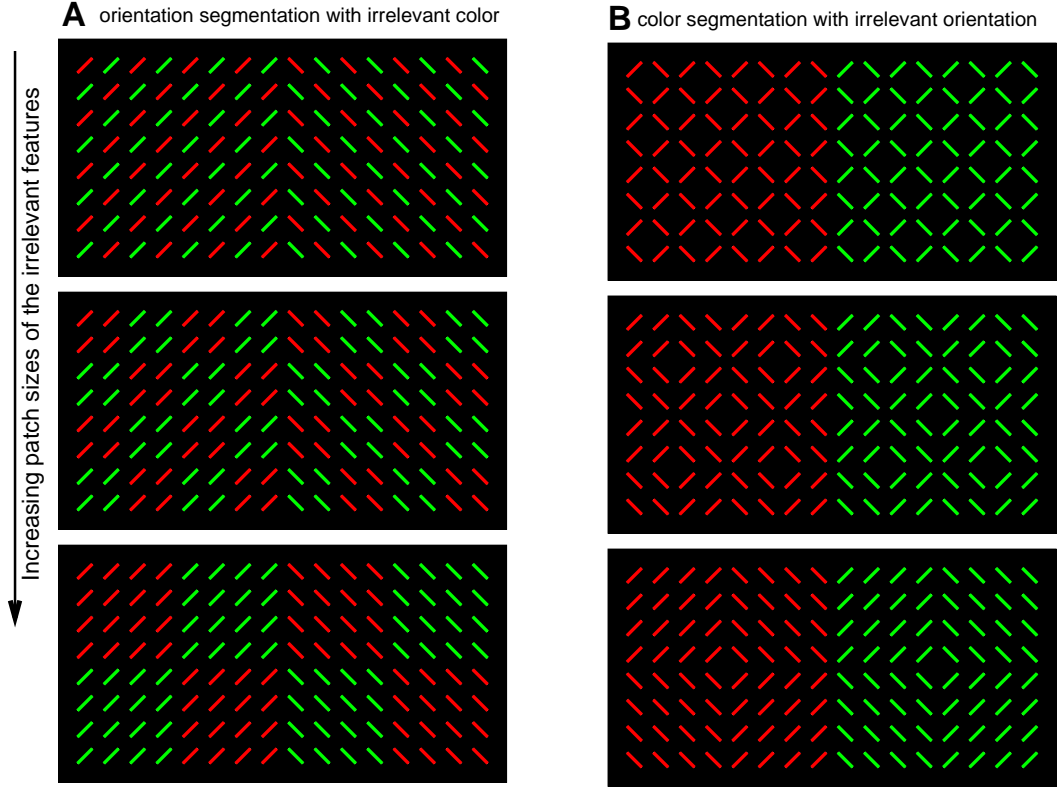 A orientation segmentation with irrelevant color
B color segmentation with irrelevant orientation
Increasing patch sizes of the irrelevant features